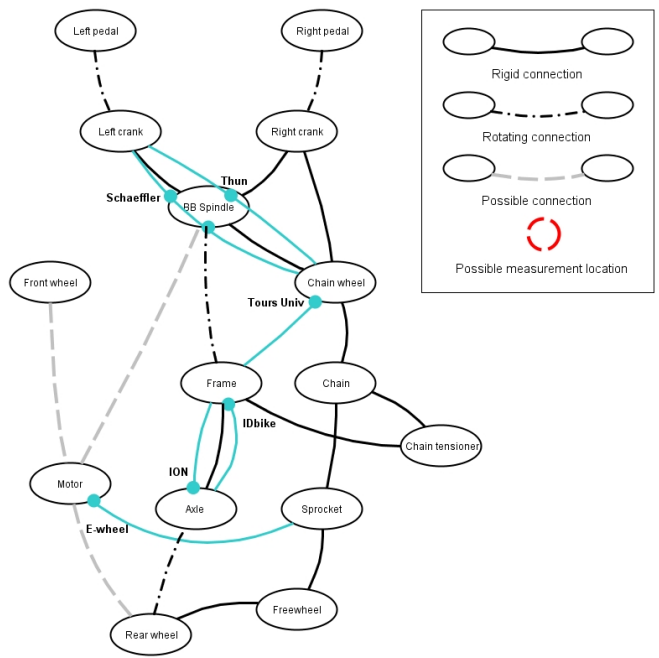 Left pedal
Right pedal
Rigid connection
Left crank
Right crank
Rotating connection
Thun
Schaeffler
BB Spindle
Possible connection
Possible measurement location
Front wheel
Chain wheel
Tours Univ
Frame
Chain
IDbike
Chain tensioner
ION
Motor
Axle
Sprocket
E-wheel
Freewheel
Rear wheel